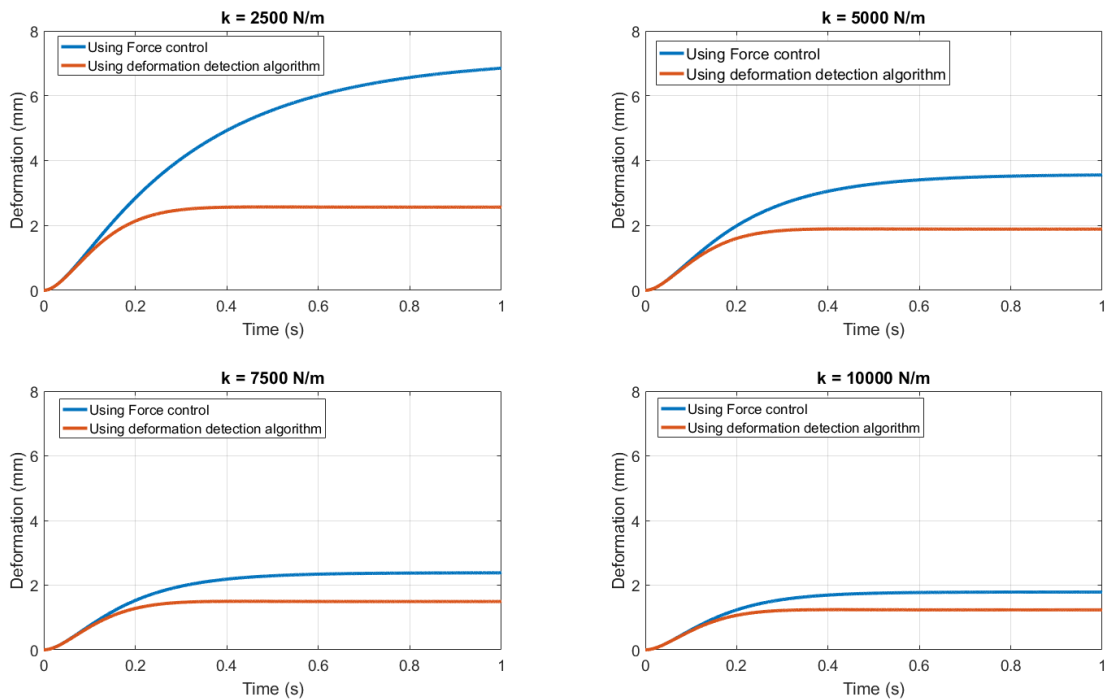 k = 2500 N/m
8
Using Force control
Using deformation detection algorithm
6
4
2
0
Deformation (mm)
0 0.2 0.4 0.6 0.8 1
Time (s)
k = 5000 N/m
8
Using Force control
Using deformation detection algorithm
6
4
2
0
Deformation (mm)
0 0.2 0.4 0.6 0.8 1
Time (s)
k = 7500 N/m
8
Using Force control
Using deformation detection algorithm
6
4
2
0
Deformation (mm)
0 0.2 0.4 0.6 0.8 1
Time (s)
k = 10000 N/m
8
Using Force control
Using deformation detection algorithm
6
4
2
0
Deformation (mm)
0 0.2 0.4 0.6 0.8 1
Time (s)